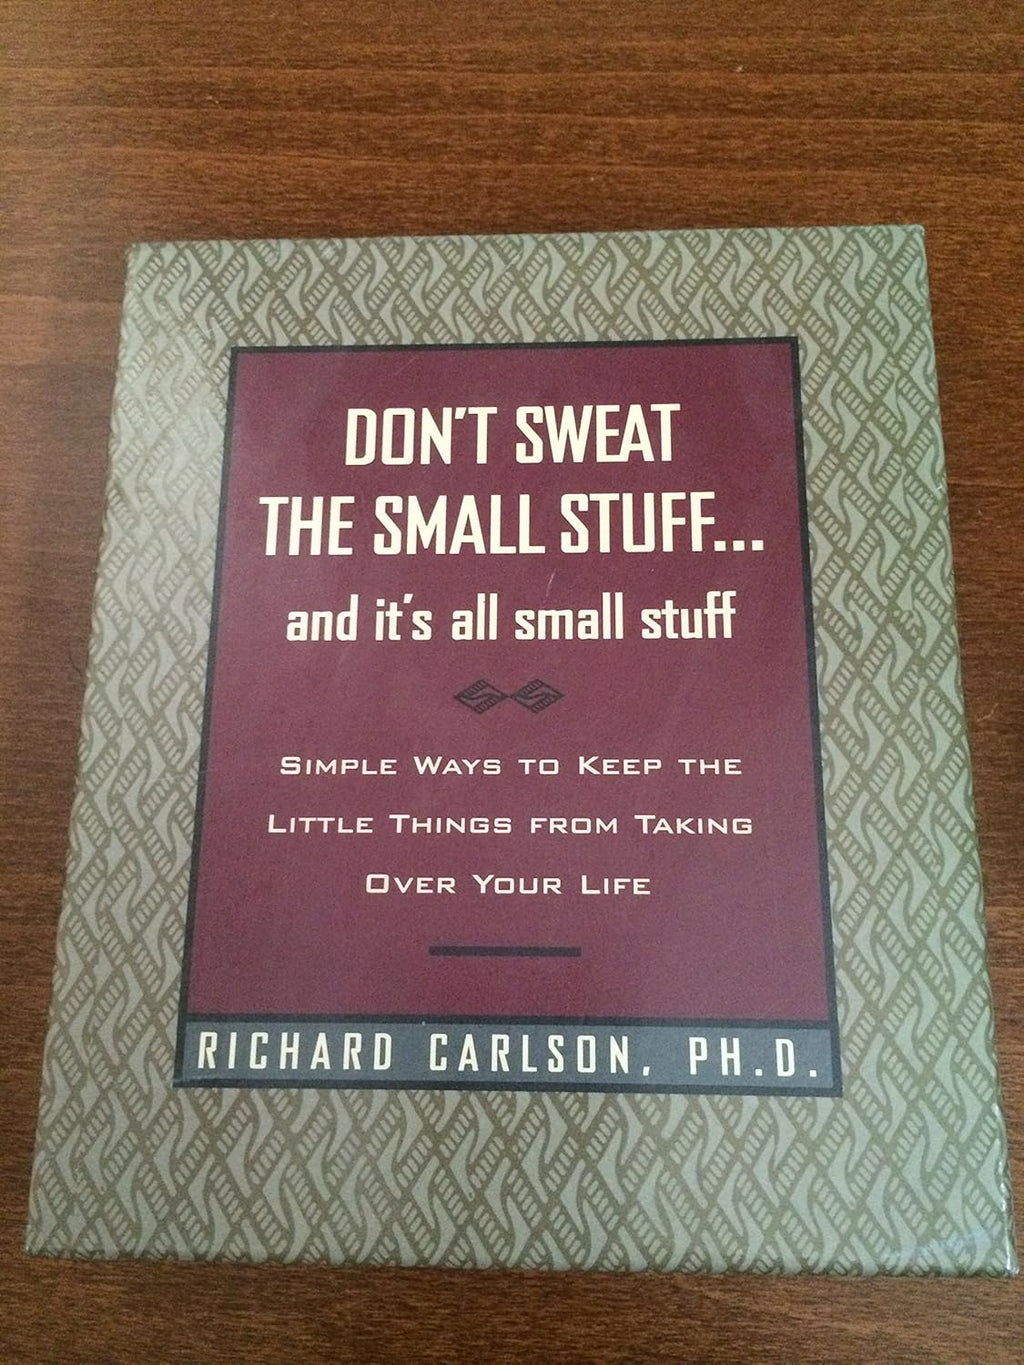 DON'T SWEAT
THE SMALL STUFF...
and it's all small stuff
SIMPLE WAYS TO KEEP THE
LITTLE THINGS FROM TAKING
OVER YOUR LIFE
RICHARD CARLSON, PH.D.